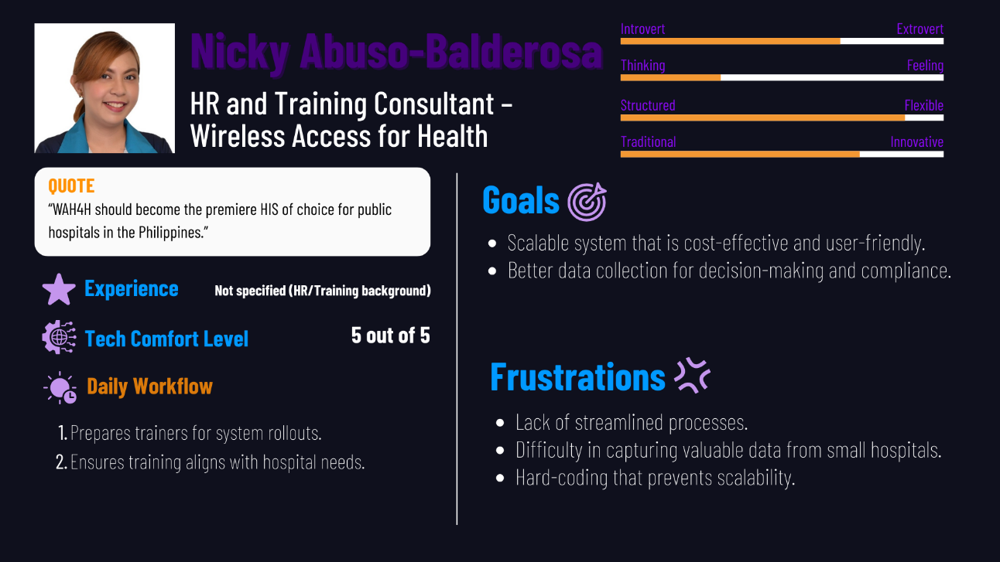 Nicky Abuso-Balderosa
HR and Training Consultant –
Wireless Access for Health
Introvert Extrovert
Thinking Feeling
Structured Flexible
Traditional Innovative
QUOTE
“WAH4H should become the premiere HIS of choice for public
hospitals in the Philippines.”
Experience Not specified (HR/Training background)
Tech Comfort Level 5 out of 5
Daily Workflow
1. Prepares trainers for system rollouts.
2. Ensures training aligns with hospital needs.
Goals
• Scalable system that is cost-effective and user-friendly.
• Better data collection for decision-making and compliance.
Frustrations
• Lack of streamlined processes.
• Difficulty in capturing valuable data from small hospitals.
• Hard-coding that prevents scalability.